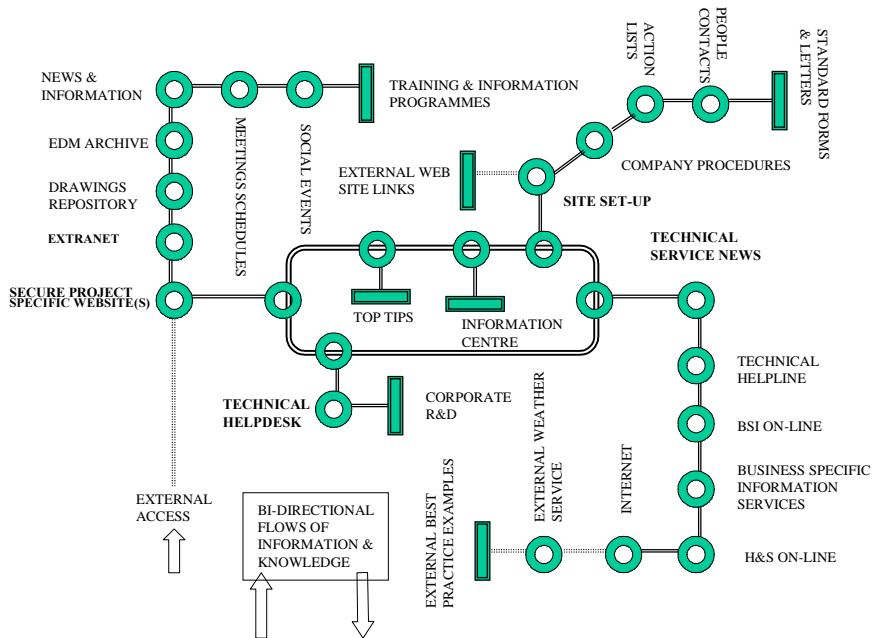 NEWS &
INFORMATION
EDM ARCHIVE
DRAWINGS
REPOSITORY
EXTRANET
SECURE PROJECT
SPECIFIC WEBSITE(S)
MEETINGS SCHEDULES
SOCIAL EVENTS
TRAINING & INFORMATION
PROGRAMMES
EXTERNAL WEB
SITE LINKS
ACTION
LISTS
PEOPLE
CONTACTS
STANDARD FORMS
& LETTERS
COMPANY PROCEDURES
SITE SET-UP
TECHNICAL
SERVICE NEWS
TOP TIPS
INFORMATION
CENTRE
TECHNICAL
HELPDESK
CORPORATE
R&D
TECHNICAL
HELPLINE
BSI ON-LINE
BUSINESS SPECIFIC
INFORMATION
SERVICES
H&S ON-LINE
INTERNET
EXTERNAL WEATHER
SERVICE
EXTERNAL BEST
PRACTICE EXAMPLES
EXTERNAL
ACCESS
BI-DIRECTIONAL
FLOWS OF
INFORMATION &
KNOWLEDGE